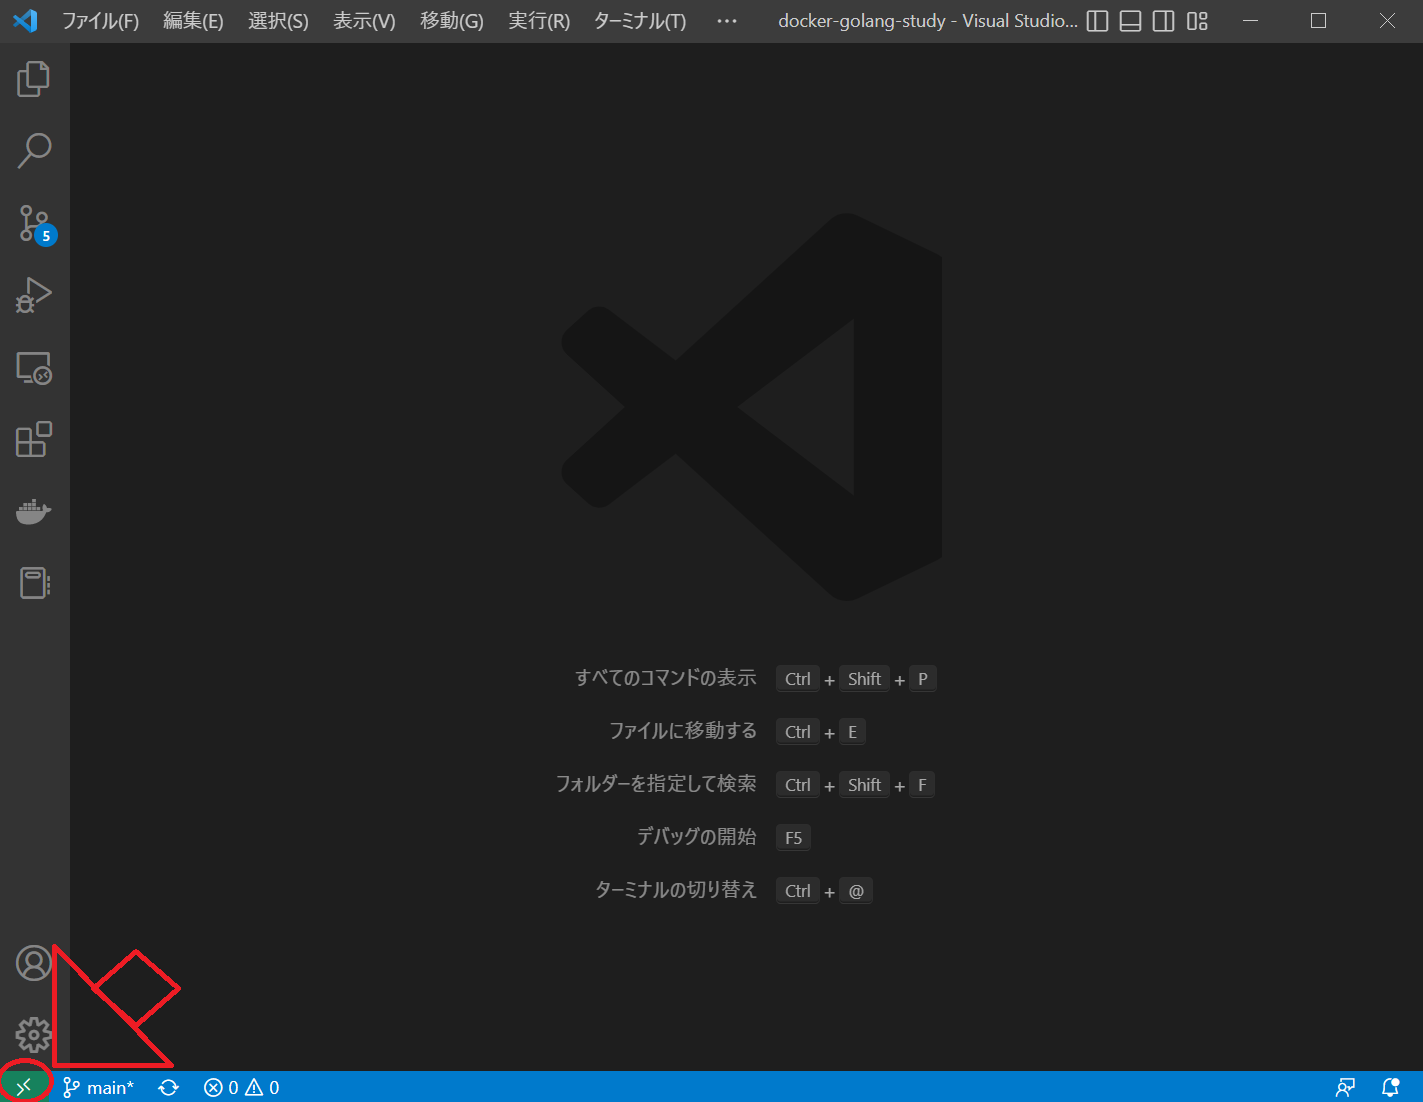 ファイル(F) 編集(E) 選択(S) 表示(V) 移動(G) 実行(R) ターミナル(T) ··· docker-golang-study - Visual Studio...
5
すべてのコマンドの表示 Ctrl + Shift + P
ファイルに移動する Ctrl + E
フォルダーを指定して検索 Ctrl + Shift + F
デバッグの開始 F5
ターミナルの切り替え Ctrl + @
main* 0 0